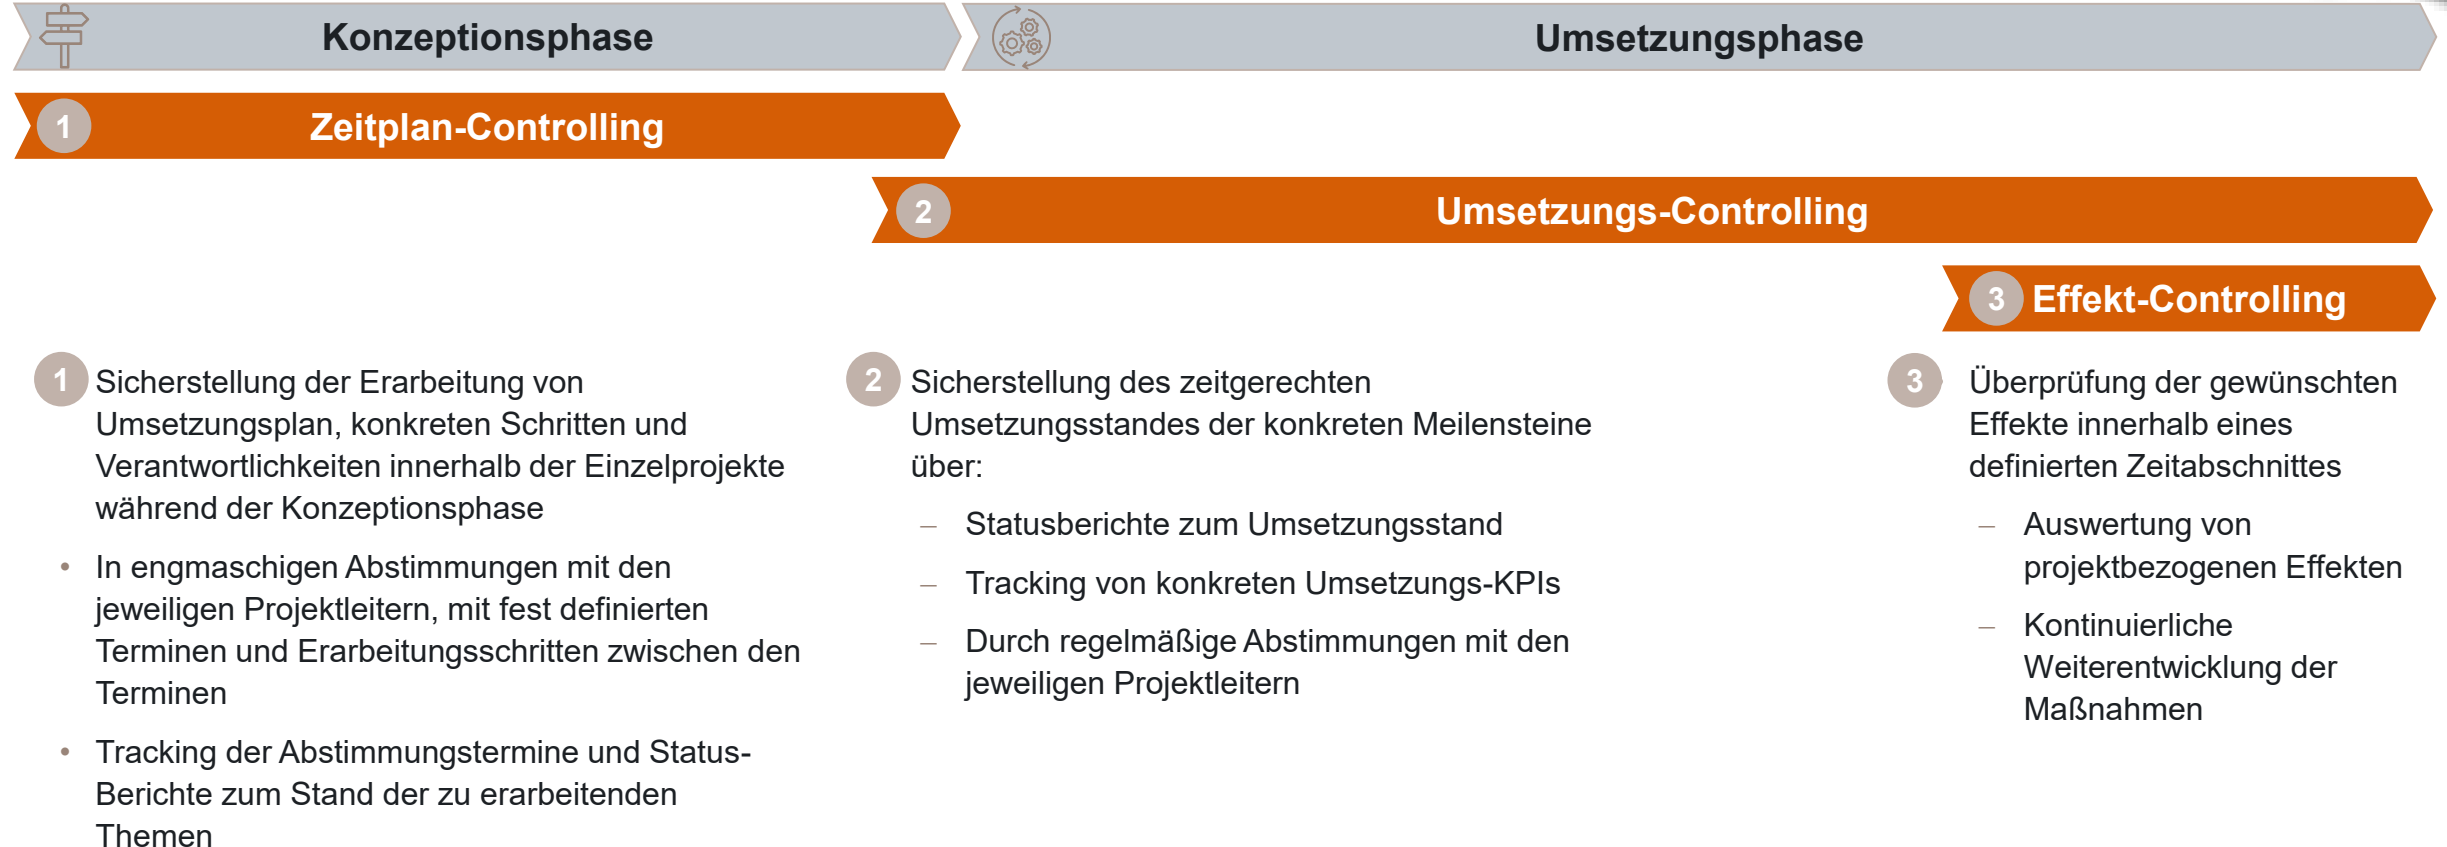 Konzeptionsphase
Umsetzungsphase
1
Zeitplan-Controlling
2
Umsetzungs-Controlling
3
Effekt-Controlling
1
Sicherstellung der Erarbeitung von
Umsetzungsplan, konkreten Schritten und
Verantwortlichkeiten innerhalb der Einzelprojekte
während der Konzeptionsphase
• In engmaschigen Abstimmungen mit den
jeweiligen Projektleitern, mit fest definierten
Terminen und Erarbeitungsschritten zwischen den
Terminen
• Tracking der Abstimmungstermine und Status-
Berichte zum Stand der zu erarbeitenden
Themen
2
Sicherstellung des zeitgerechten
Umsetzungsstandes der konkreten Meilensteine
über:
– Statusberichte zum Umsetzungsstand
– Tracking von konkreten Umsetzungs-KPIs
– Durch regelmäßige Abstimmungen mit den
jeweiligen Projektleitern
3
Überprüfung der gewünschten
Effekte innerhalb eines
definierten Zeitabschnittes
– Auswertung von
projektbezogenen Effekten
– Kontinuierliche
Weiterentwicklung der
Maßnahmen